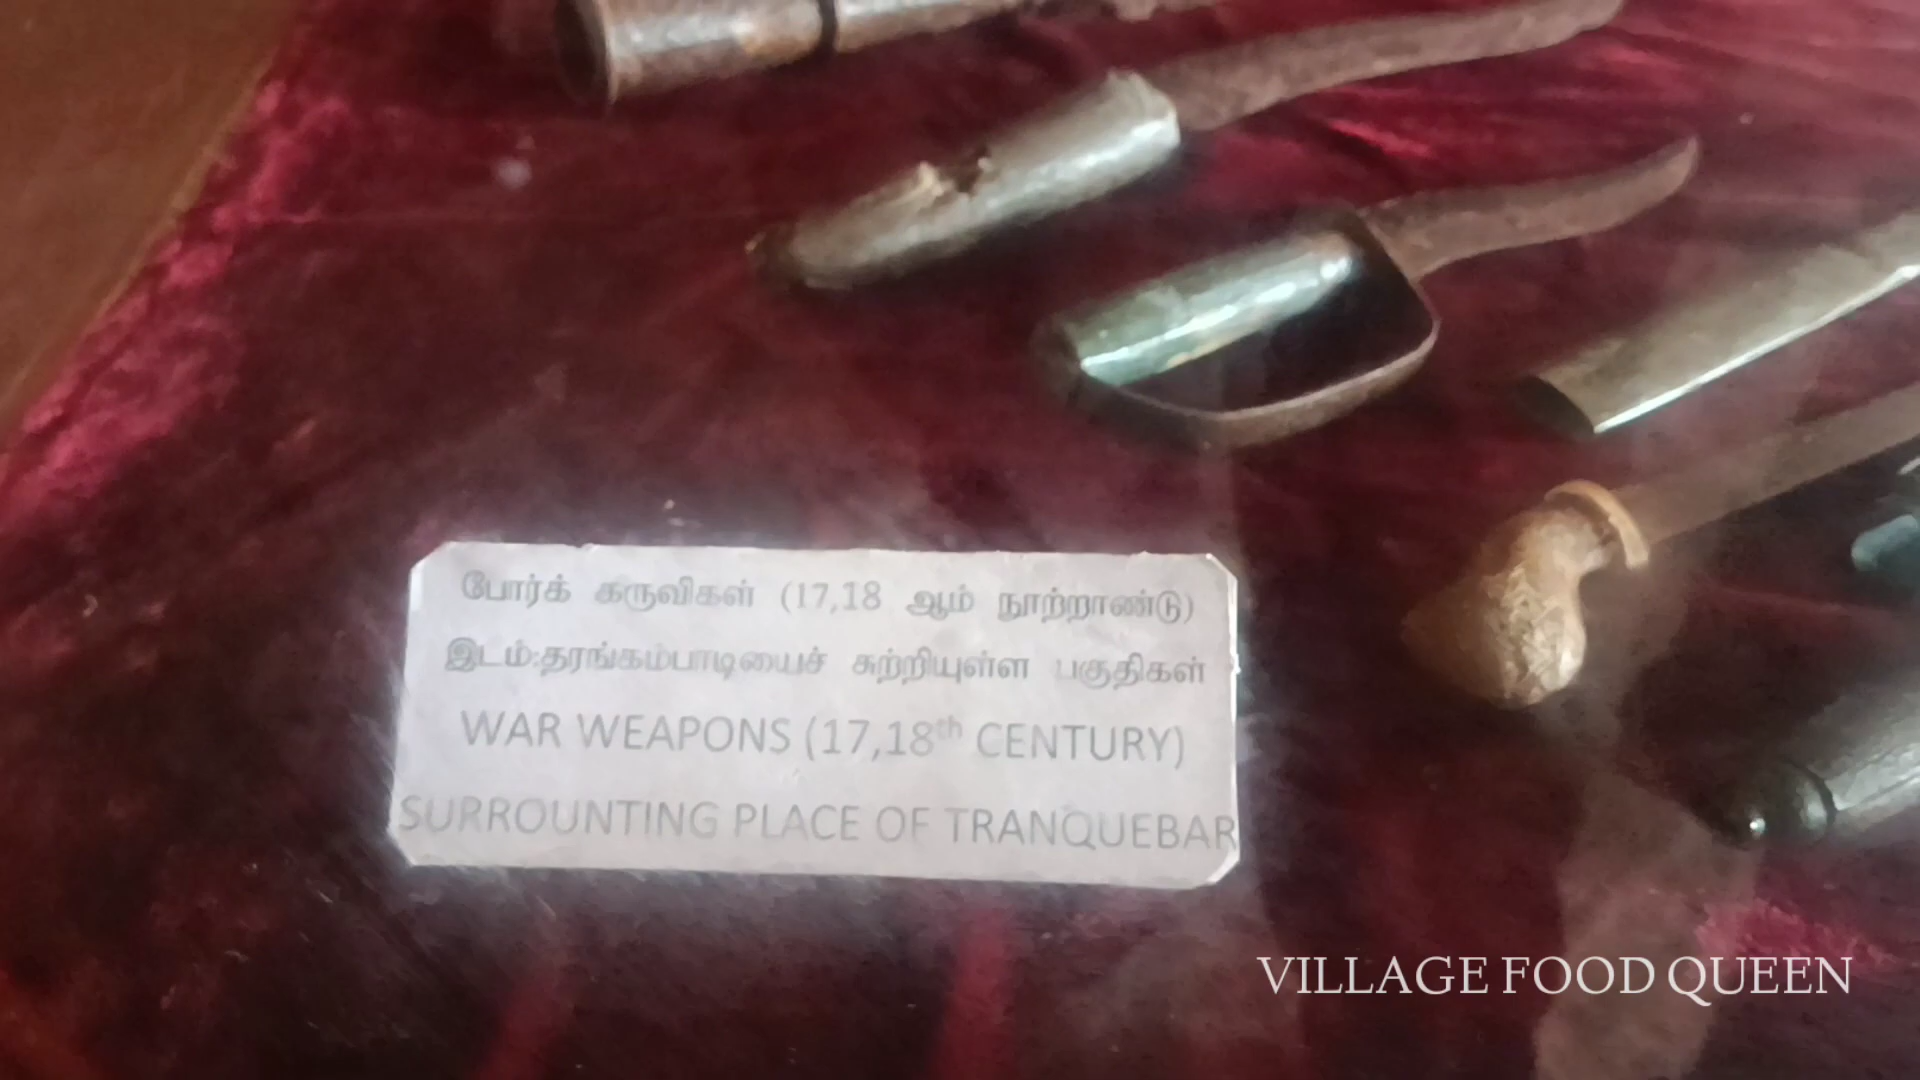 போர்க் கருவிகள் (17,18 ஆம் நூற்றாண்டு)
இடம்:தரங்கம்பாடியைச் சுற்றியுள்ள பகுதிகள்
WAR WEAPONS (17,18th CENTURY)
SURROUNTING PLACE OF TRANQUEBAR
VILLAGE FOOD QUEEN